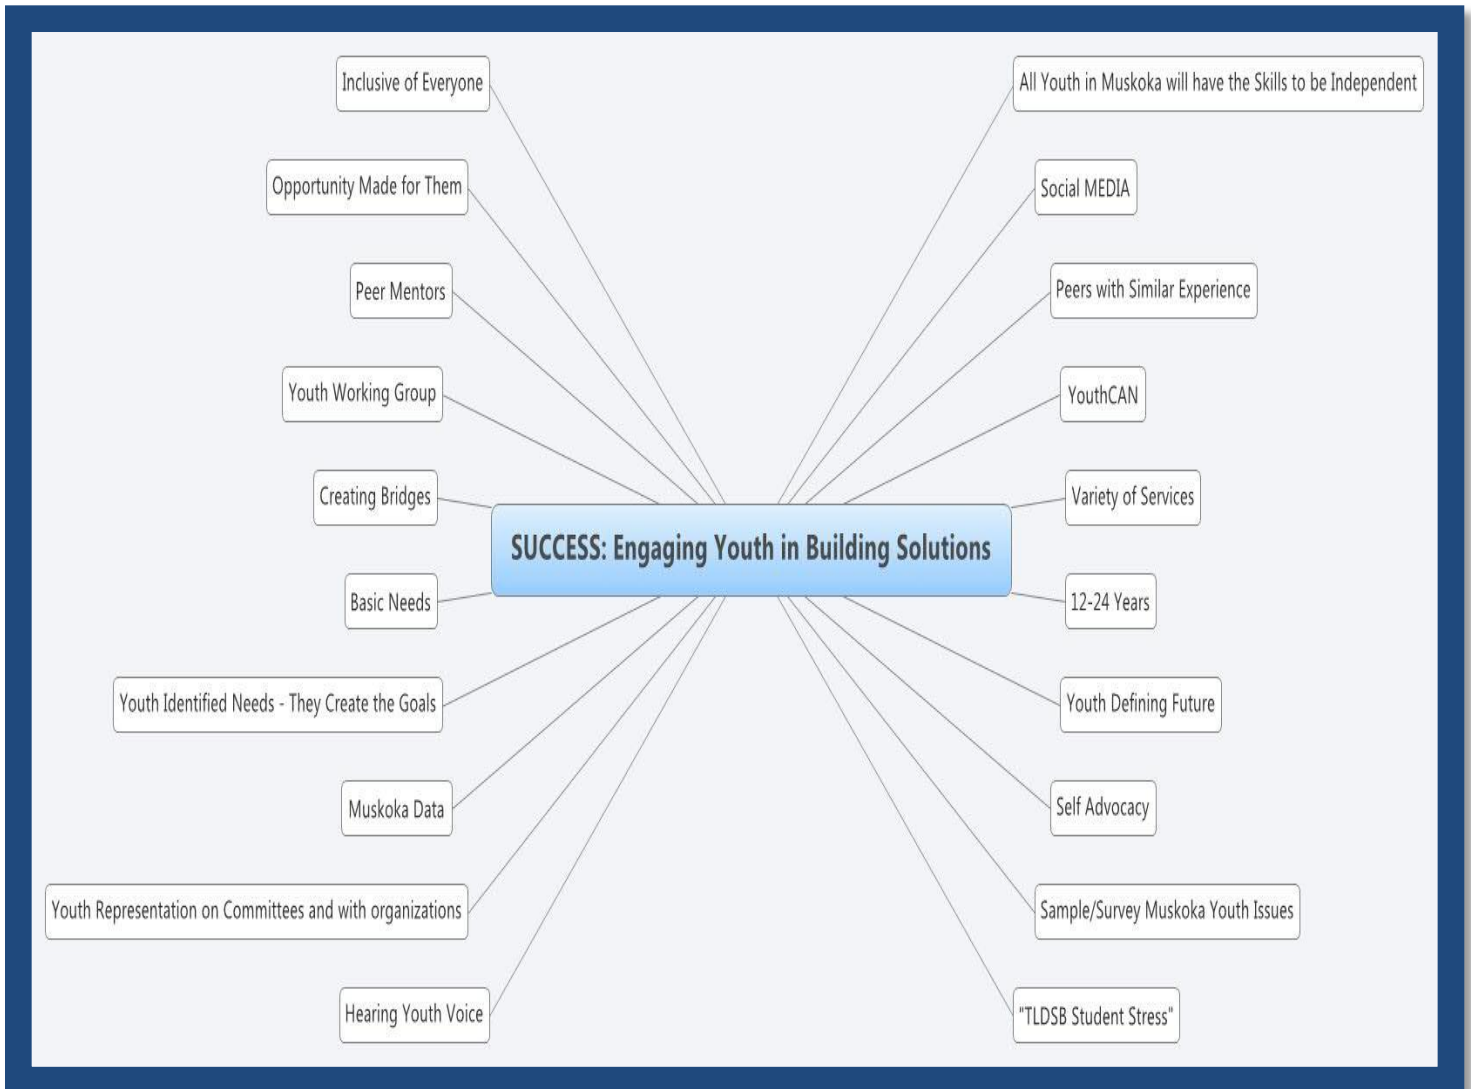 Inclusive of Everyone
All Youth in Muskoka will have the Skills to be Independent
Opportunity Made for Them
Social MEDIA
Peer Mentors
Peers with Similar Experience
Youth Working Group
YouthCAN
Creating Bridges
Variety of Services
SUCCESS: Engaging Youth in Building Solutions
Basic Needs
12-24 Years
Youth Identified Needs - They Create the Goals
Youth Defining Future
Muskoka Data
Self Advocacy
Youth Representation on Committees and with organizations
Sample/Survey Muskoka Youth Issues
Hearing Youth Voice
"TLDSB Student Stress"